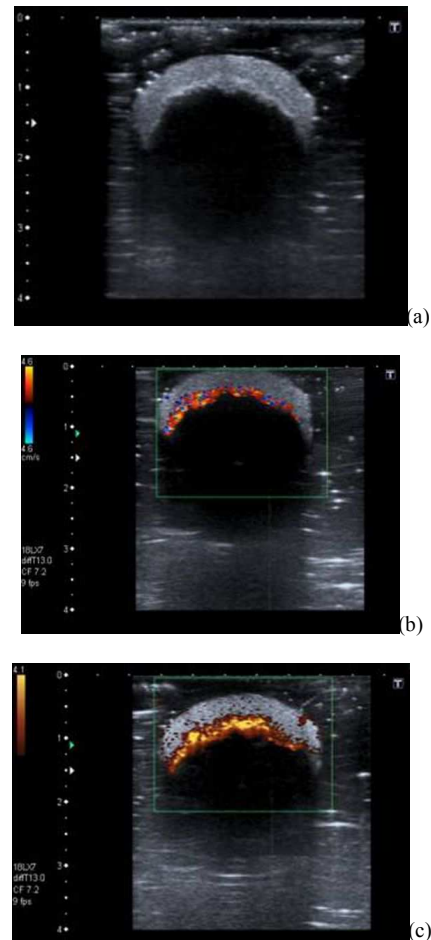 0
T
1
2
3
4
(a)
4.6
0
T
1
4.6
cm/s
2
3
18LX7
diffT13.0
CF 7.2
9 fps
4
(b)
4.1
0
T
1
2
3
18LX7
diffT13.0
CF 7.2
9 fps
4
(c)